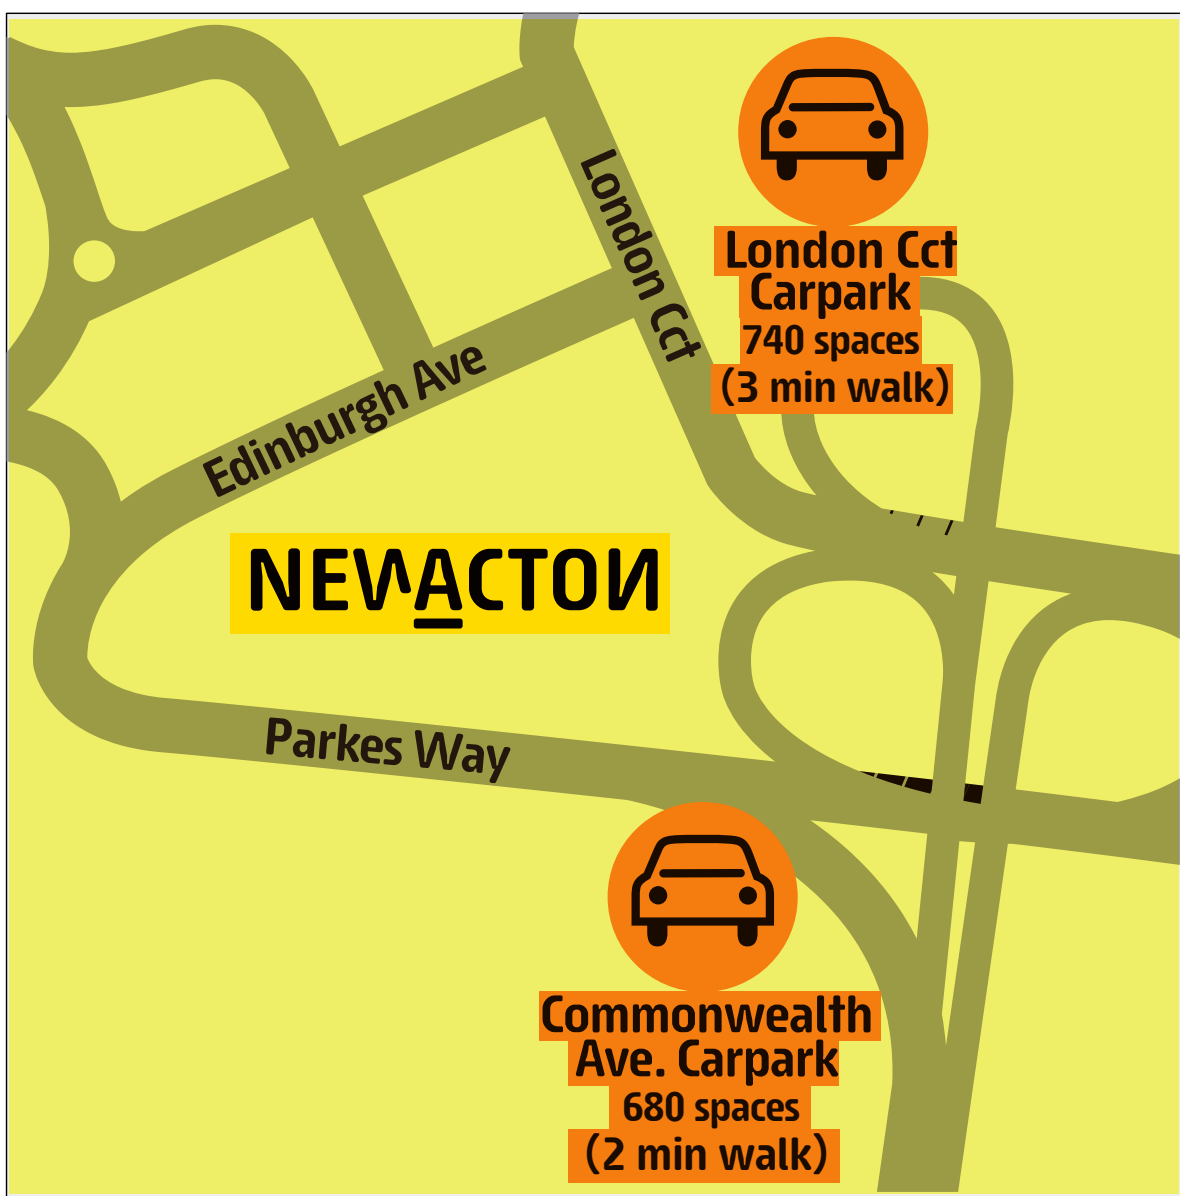 London Cct
London Cct
Carpark
740 spaces
(3 min walk)
Edinburgh Ave
NEWACTON
Parkes Way
Commonwealth
Ave. Carpark
680 spaces
(2 min walk)